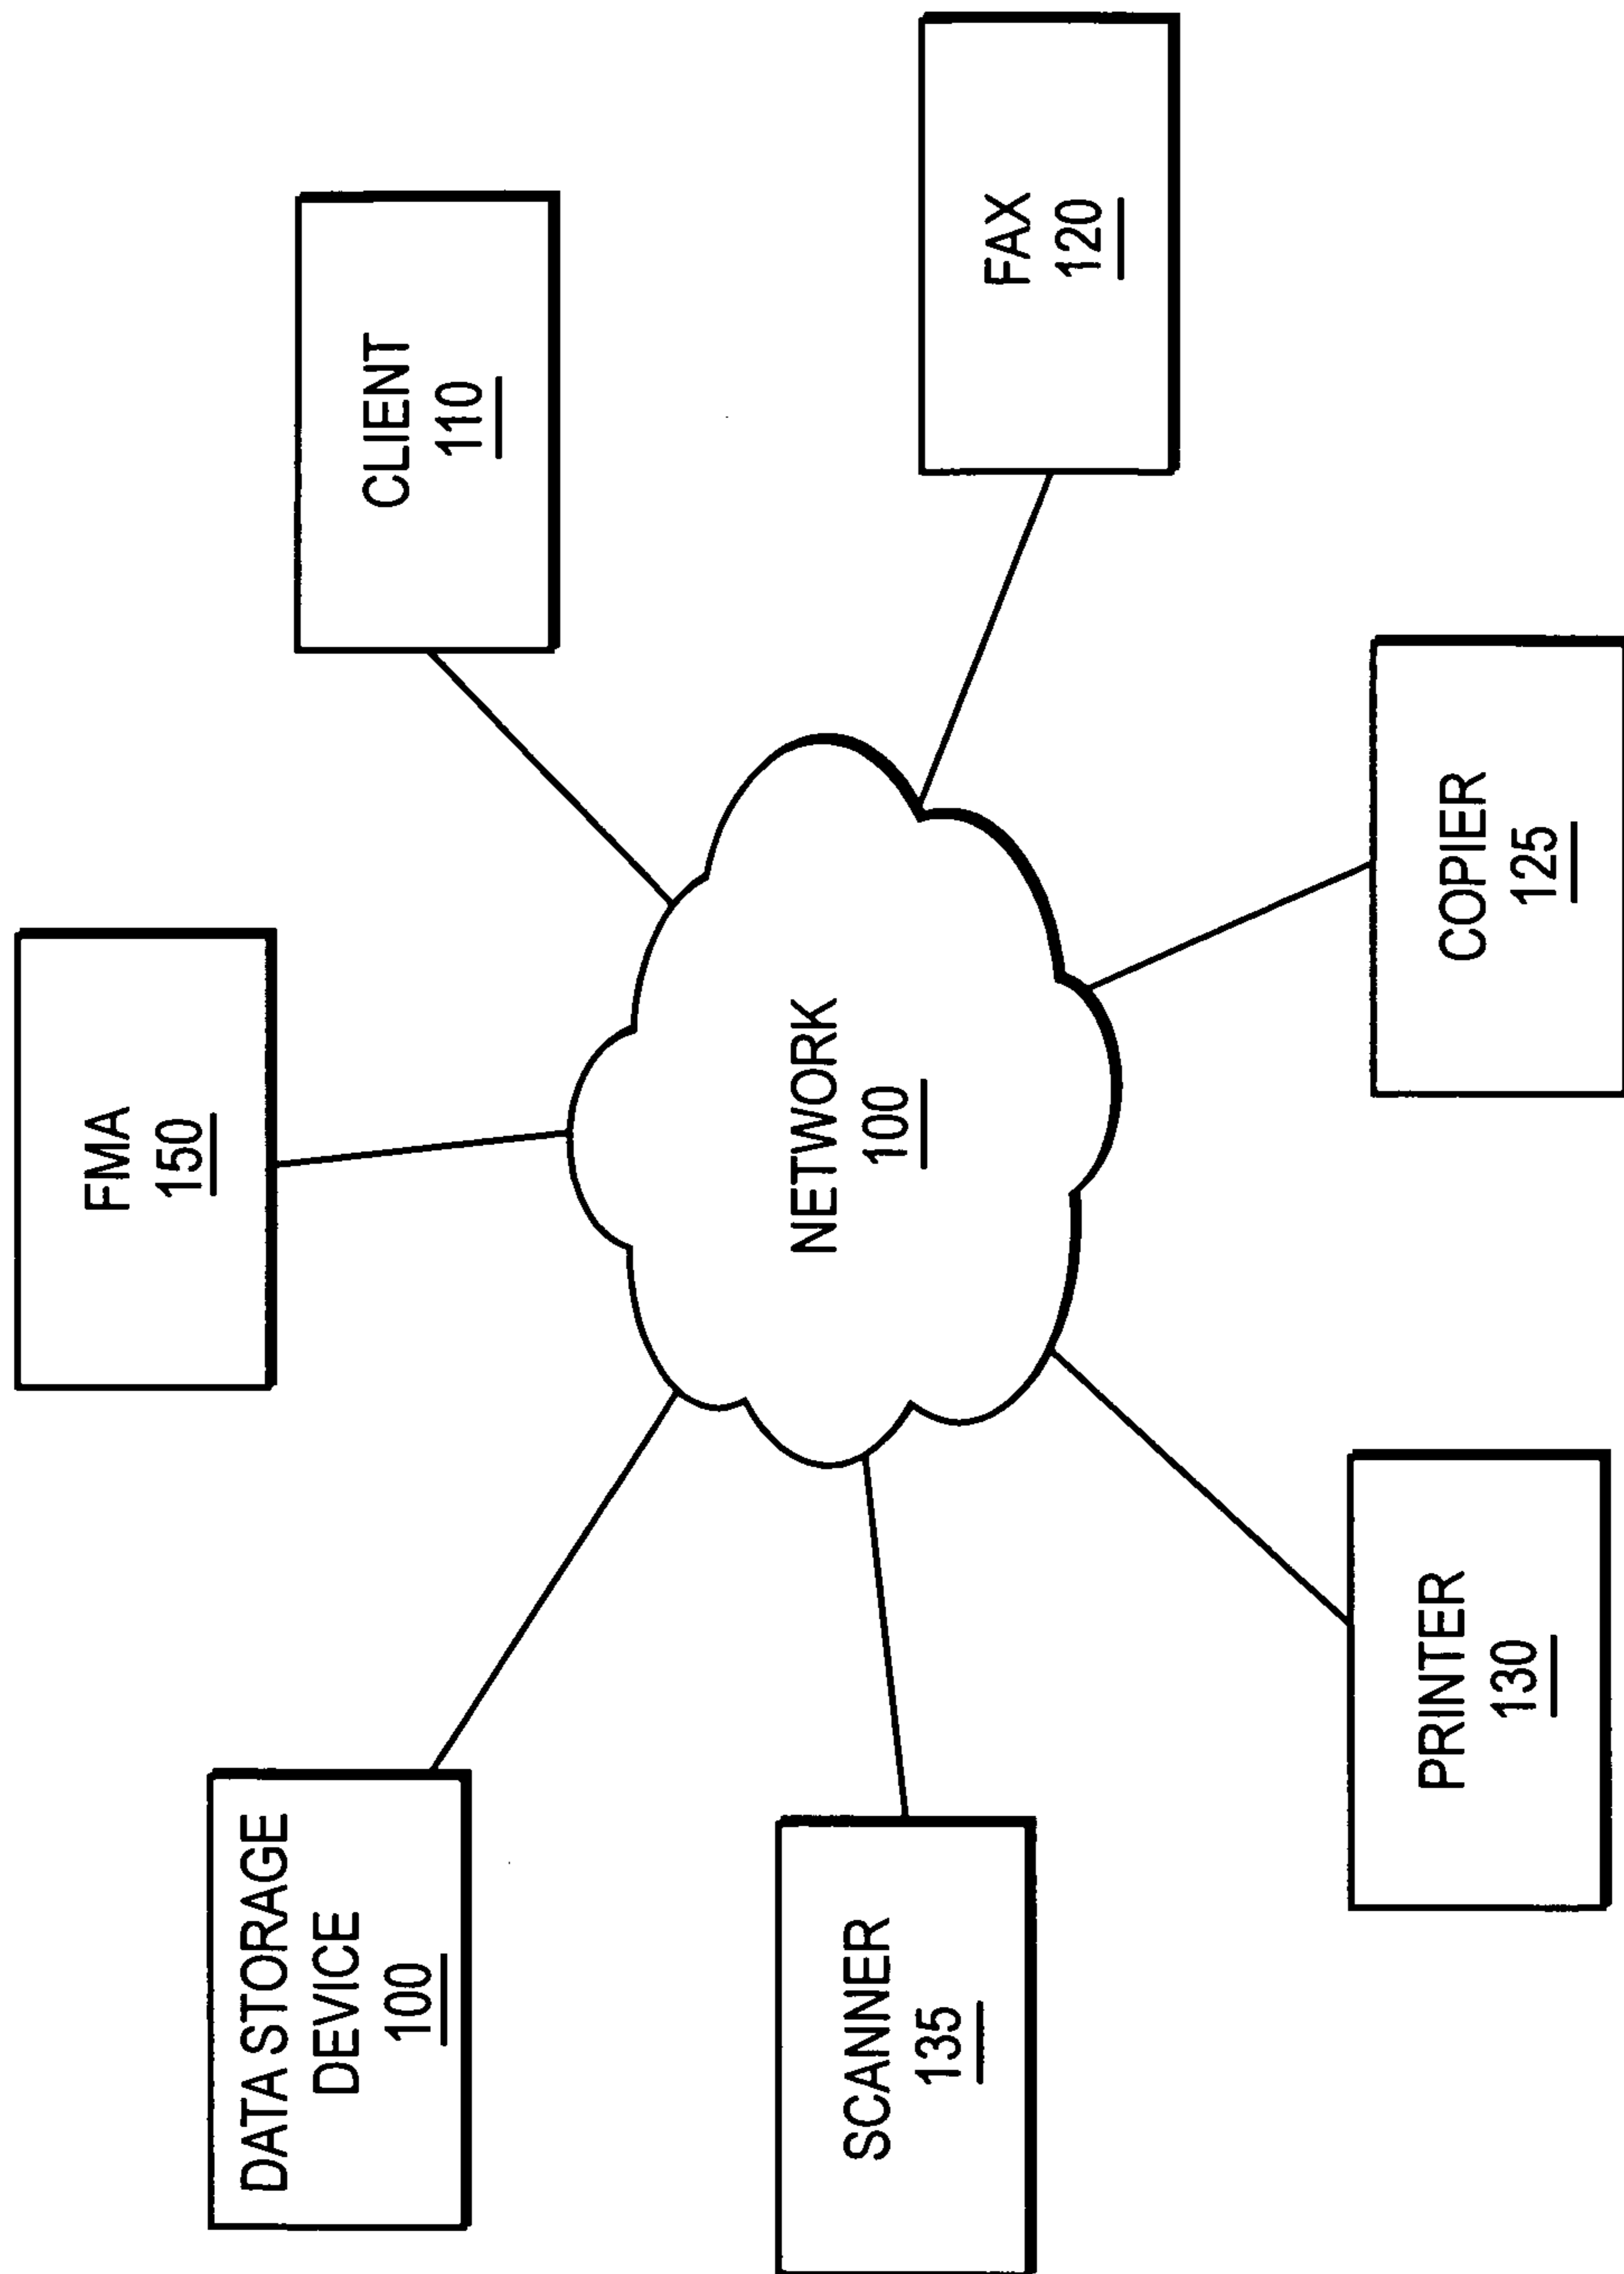 FMA
150
CLIENT
110
DATA STORAGE
DEVICE
100
NETWORK
100
FAX
120
SCANNER
135
COPIER
125
PRINTER
130